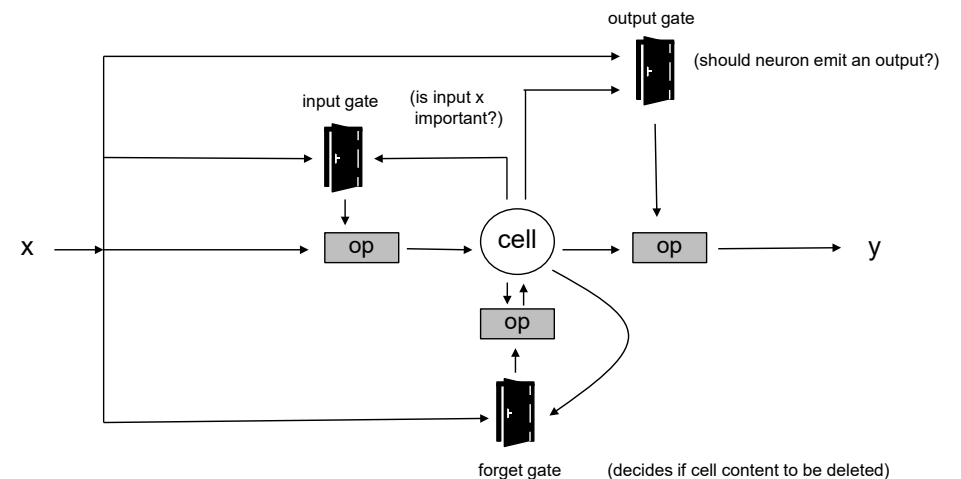 output gate
(should neuron emit an output?)
input gate
(is input x
important?)
x
op
cell
op
y
op
forget gate
(decides if cell content to be deleted)